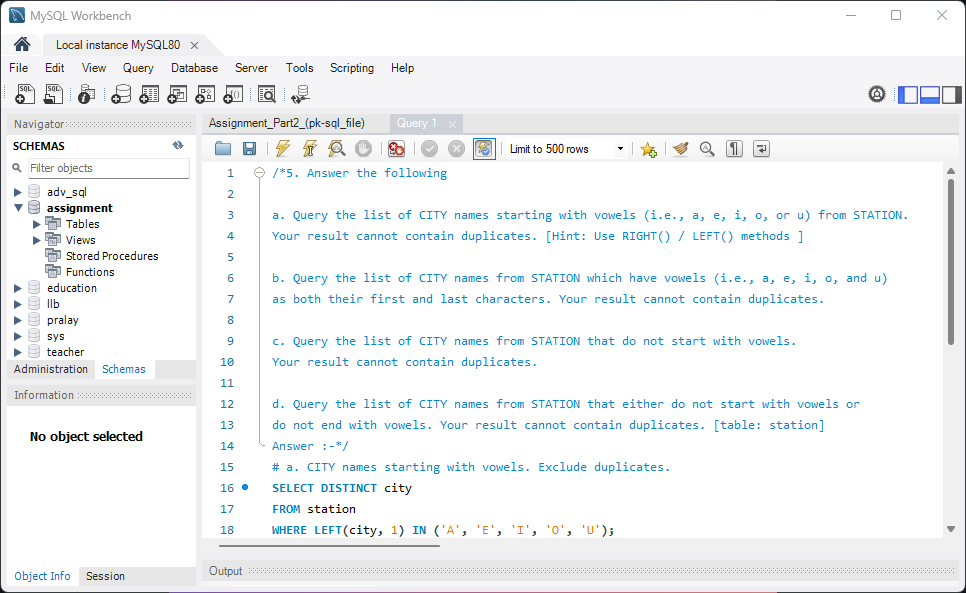 MySQL Workbench
Local instance MySQL80
File Edit View Query Database Server Tools Scripting Help
Navigator
SCHEMAS
Filter objects
adv_sql
assignment
Tables
Views
Stored Procedures
Functions
education
llb
pralay
sys
teacher
Administration Schemas
Information
No object selected
Object Info Session
Assignment_Part2_(pk-sql_file) Query 1
Limit to 500 rows
1 /*5. Answer the following
2
3 a. Query the list of CITY names starting with vowels (i.e., a, e, i, o, or u) from STATION.
4 Your result cannot contain duplicates. [Hint: Use RIGHT() / LEFT() methods ]
5
6 b. Query the list of CITY names from STATION which have vowels (i.e., a, e, i, o, and u)
7 as both their first and last characters. Your result cannot contain duplicates.
8
9 c. Query the list of CITY names from STATION that do not start with vowels.
10 Your result cannot contain duplicates.
11
12 d. Query the list of CITY names from STATION that either do not start with vowels or
13 do not end with vowels. Your result cannot contain duplicates. [table: station]
14 Answer :-*/
15 # a. CITY names starting with vowels. Exclude duplicates.
16 SELECT DISTINCT city
17 FROM station
18 WHERE LEFT(city, 1) IN ('A', 'E', 'I', 'O', 'U');
Output